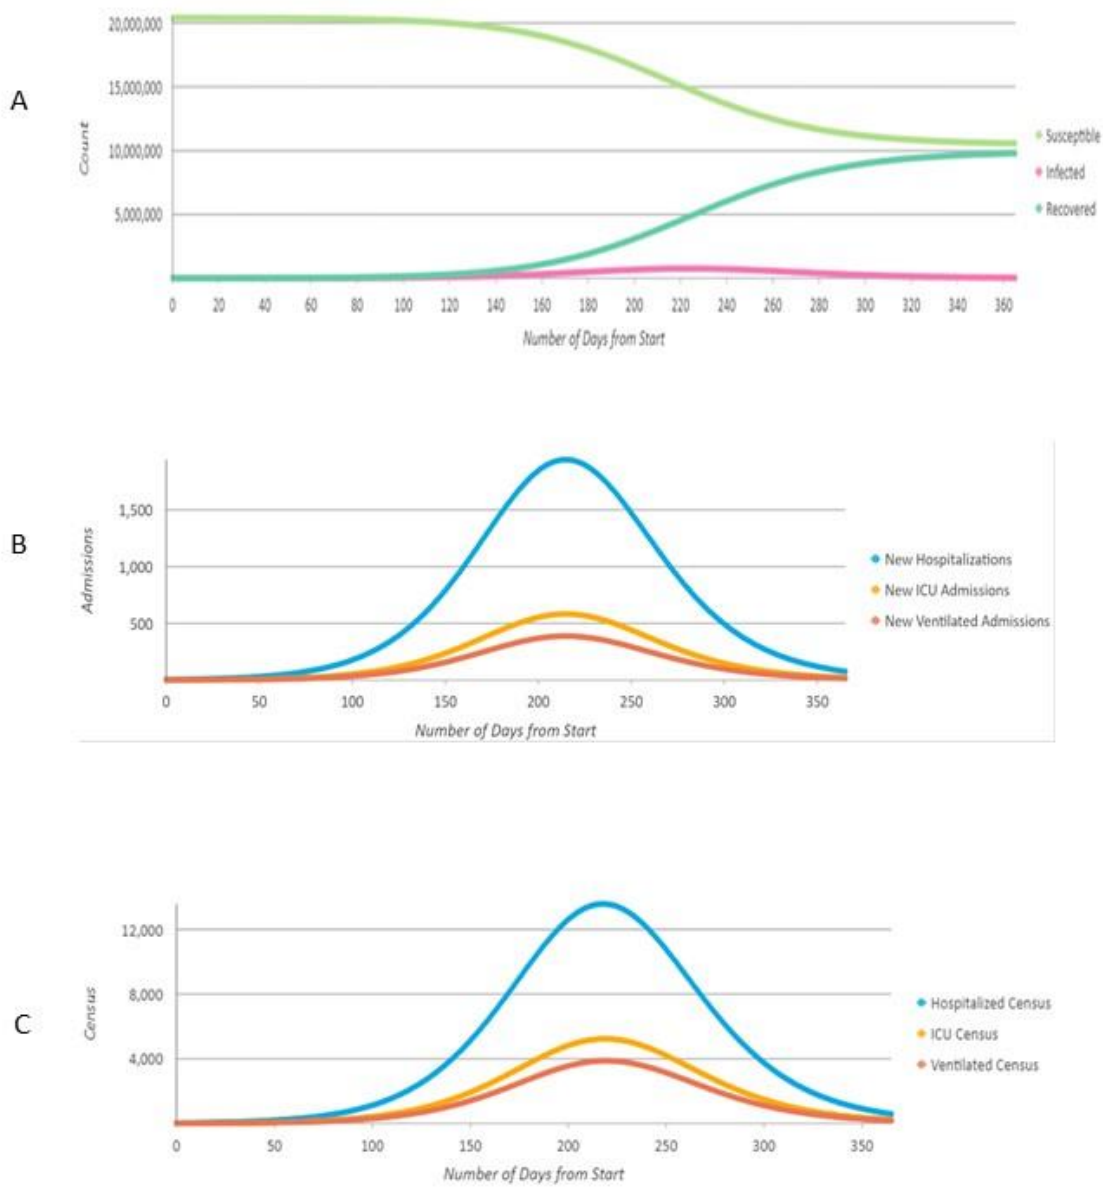 A
20,000,000
15,000,000
10,000,000
5,000,000
Count
Susceptible
Infected
Recovered
0 20 40 60 80 100 120 140 160 180 200 220 240 260 280 300 320 340 360
Number of Days from Start
B
1,500
1,000
500
Admissions
New Hospitalizations
New ICU Admissions
New Ventilated Admissions
0 50 100 150 200 250 300 350
Number of Days from Start
C
12,000
8,000
4,000
Census
Hospitalized Census
ICU Census
Ventilated Census
0 50 100 150 200 250 300 350
Number of Days from Start